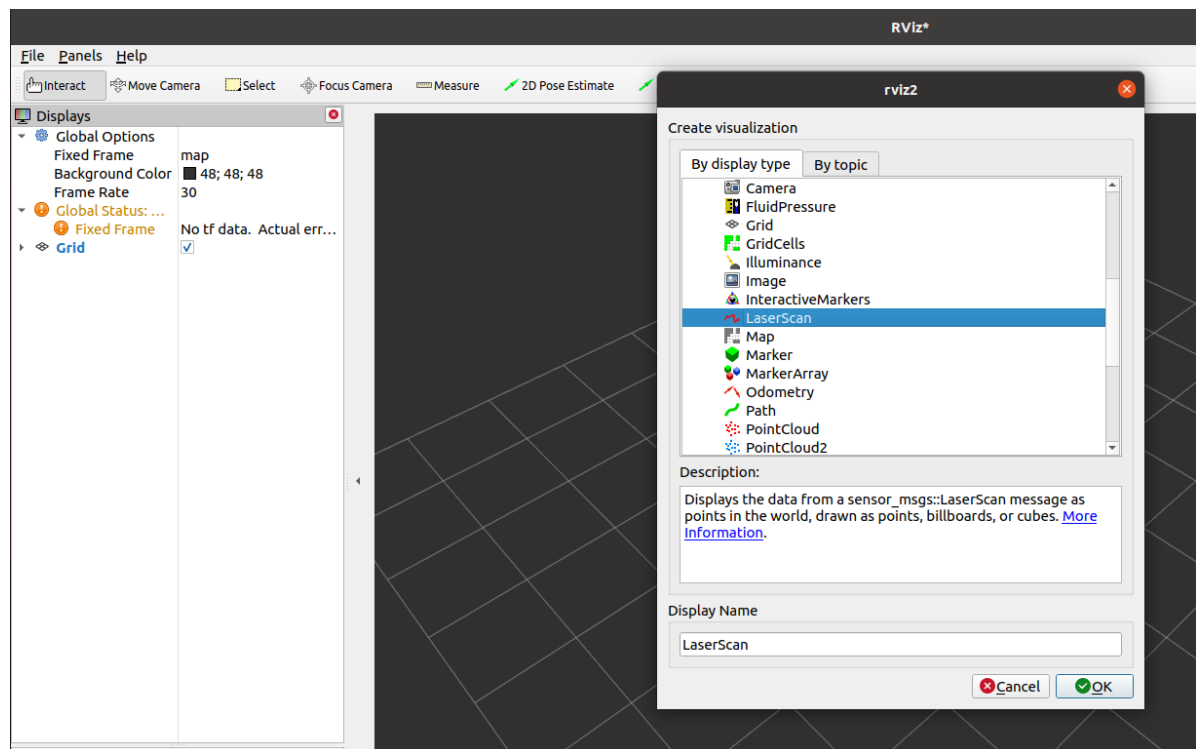 RViz*
File Panels Help
Interact Move Camera Select Focus Camera Measure 2D Pose Estimate
Displays
Global Options
Fixed Frame map
Background Color 48; 48; 48
Frame Rate 30
Global Status: ...
Fixed Frame No tf data. Actual err...
Grid
rviz2
Create visualization
By display type By topic
Camera
FluidPressure
Grid
GridCells
Illuminance
Image
InteractiveMarkers
LaserScan
Map
Marker
MarkerArray
Odometry
Path
PointCloud
PointCloud2
Description:
Displays the data from a sensor_msgs::LaserScan message as
points in the world, drawn as points, billboards, or cubes. More
Information.
Display Name
LaserScan
Cancel OK